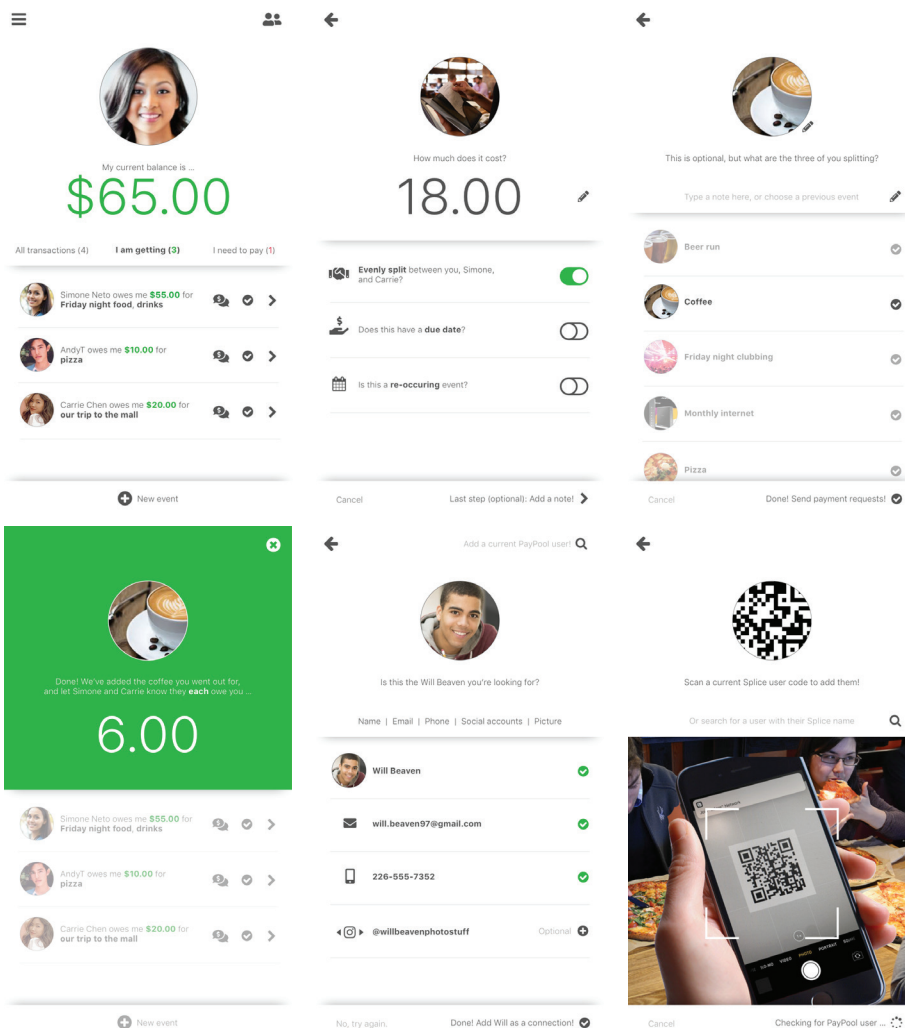 My current balance is ...
$65.00
All transactions (4)
I am getting (3)
I need to pay (1)
Simone Neto owes me $55.00 for
Friday night food, drinks
AndyT owes me $10.00 for
pizza
Carrie Chen owes me $20.00 for
our trip to the mall
New event
How much does it cost?
18.00
Evenly split between you, Simone,
and Carrie?
Does this have a due date?
Is this a re-occuring event?
Cancel
Last step (optional): Add a note!
This is optional, but what are the three of you splitting?
Type a note here, or choose a previous event
Beer run
Coffee
Friday night clubbing
Monthly internet
Pizza
Cancel
Done! Send payment requests!
Done! We've added the coffee you went out for,
and let Simone and Carrie know they each owe you ...
6.00
Simone Neto owes me $55.00 for
Friday night food, drinks
AndyT owes me $10.00 for
pizza
Carrie Chen owes me $20.00 for
our trip to the mall
New event
Add a current PayPool user!
Is this the Will Beaven you're looking for?
Name | Email | Phone | Social accounts | Picture
Will Beaven
will.beaven97@gmail.com
226-555-7352
@willbeavenphotostuff
Optional
No, try again.
Done! Add Will as a connection!
Scan a current Splice user code to add them!
Or search for a user with their Splice name
VIDEO PHOTO PORTRAIT
Cancel
Checking for PayPool user ...